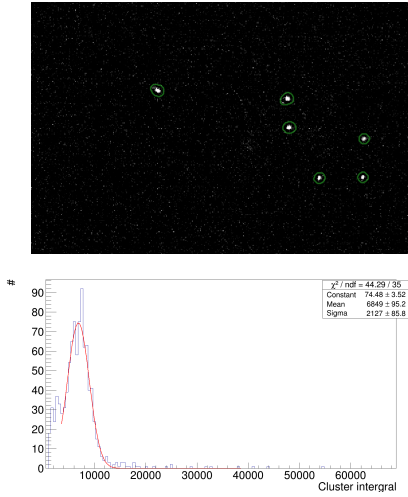 #
χ² / ndf = 44.29 / 35
Constant 74.48 ± 3.52
Mean 6849 ± 95.2
Sigma 2127 ± 85.8
90
80
70
60
50
40
30
20
10
0
10000 20000 30000 40000 50000 60000
Cluster intergral